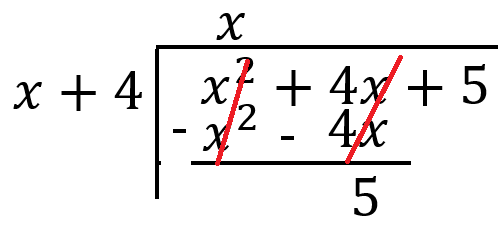 x
x + 4 x² + 4x + 5
- x² - 4x
5